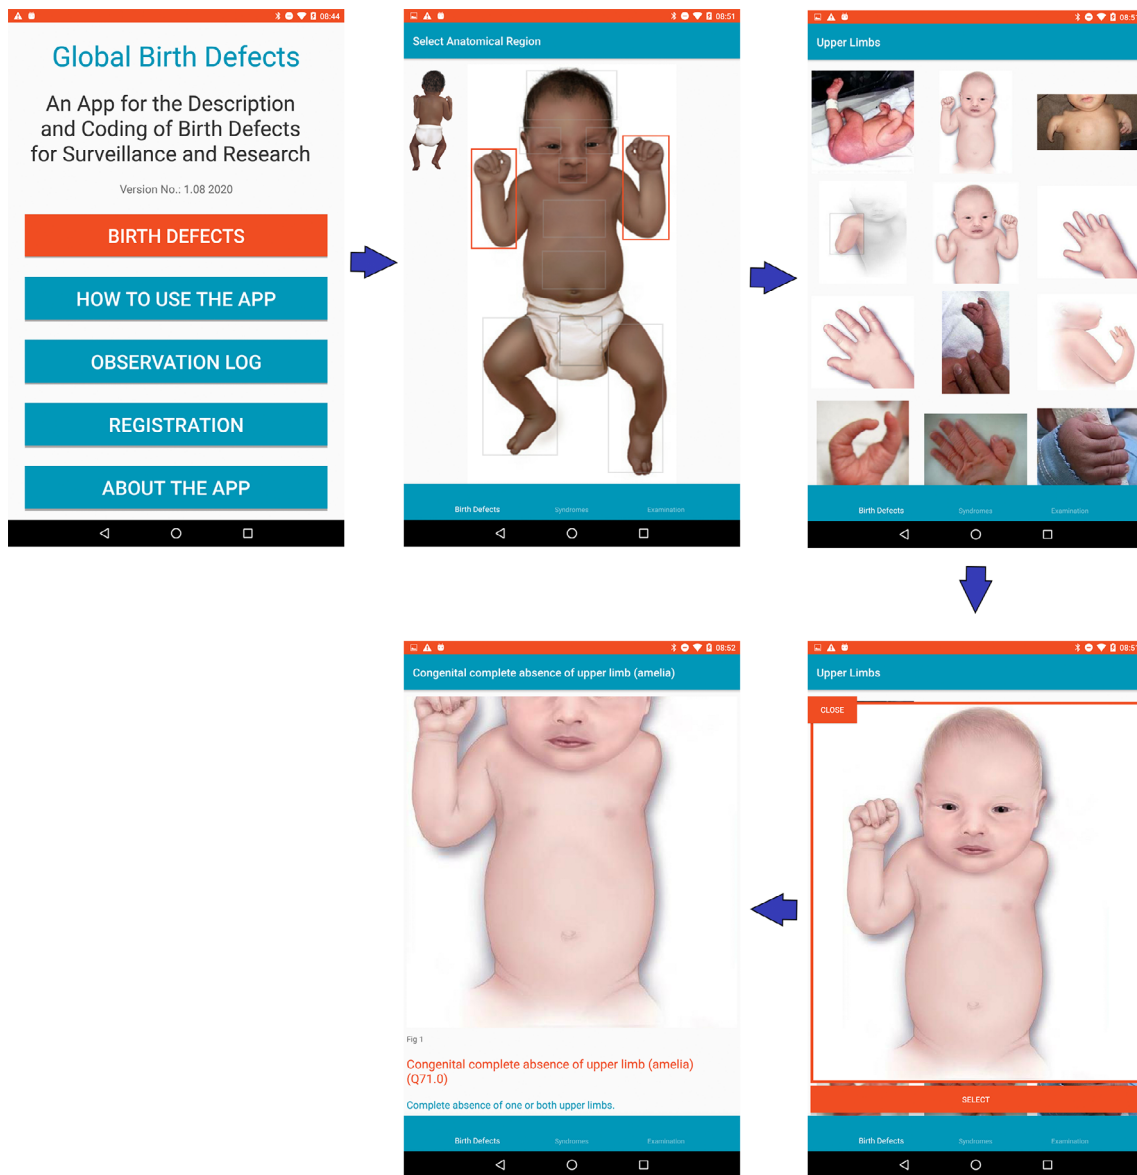 08:44
Global Birth Defects
An App for the Description
and Coding of Birth Defects
for Surveillance and Research
Version No.: 1.08 2020
BIRTH DEFECTS
HOW TO USE THE APP
OBSERVATION LOG
REGISTRATION
ABOUT THE APP
08:51
Select Anatomical Region
Birth Defects Syndromes Examination
08:51
Upper Limbs
Birth Defects Syndromes Examination
08:51
Upper Limbs
CLOSE
SELECT
Birth Defects Syndromes Examination
08:52
Congenital complete absence of upper limb (amelia)
Fig 1
Congenital complete absence of upper limb (amelia)
(Q71.0)
Complete absence of one or both upper limbs.
Birth Defects Syndromes Examination